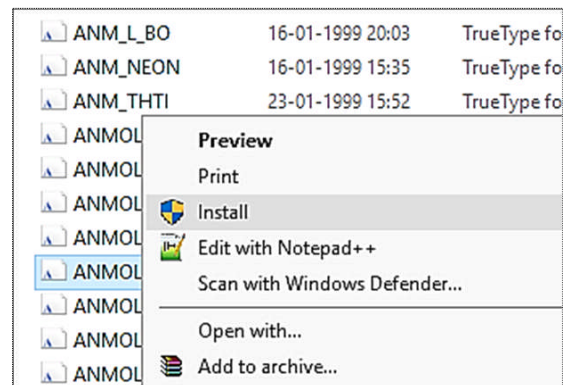 ANM_L_BO 16-01-1999 20:03 TrueType fo
ANM_NEON 16-01-1999 15:35 TrueType fo
ANM_THTI 23-01-1999 15:52 TrueType fo
ANMOL
Preview
ANMOL
Print
ANMOL
Install
ANMOL
Edit with Notepad++
ANMOL
Scan with Windows Defender...
ANMOL
Open with...
ANMOL
Add to archive...
ANMOL